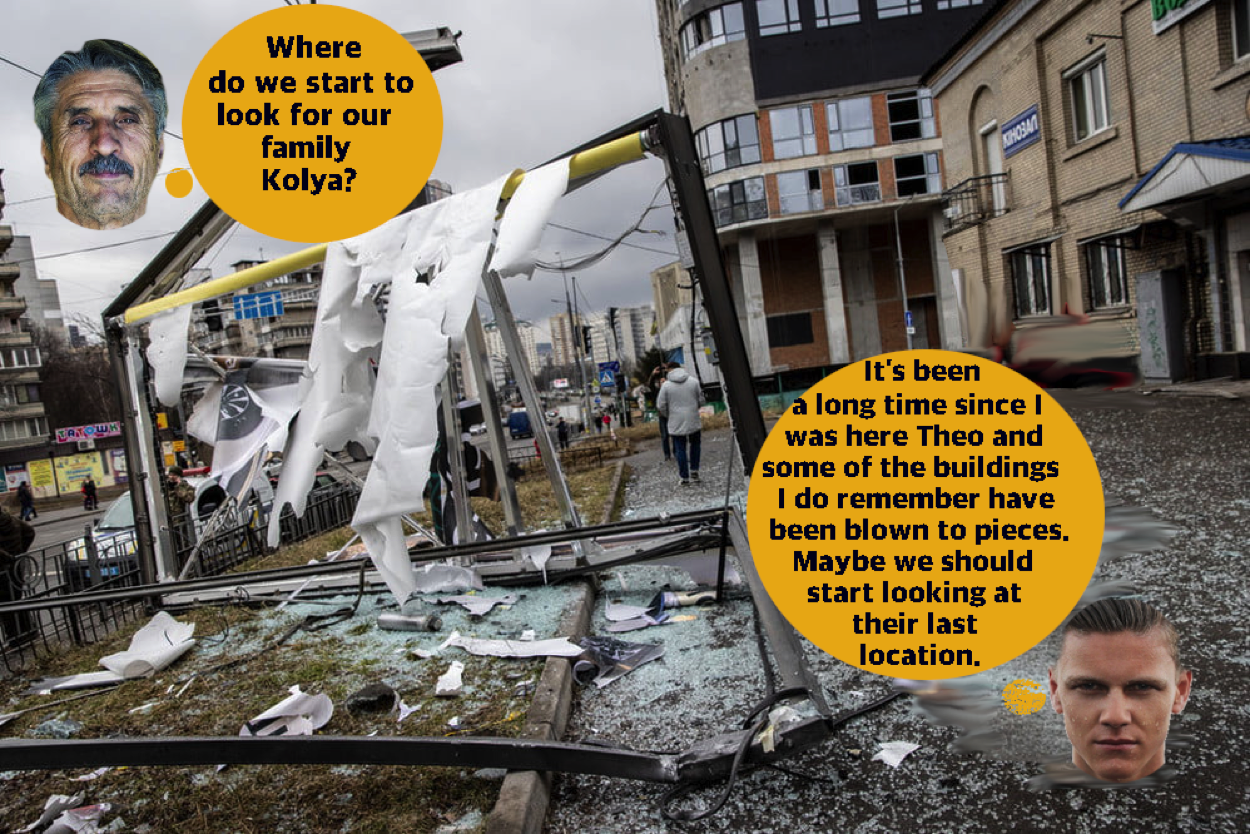 Where
do we start to
look for our
family
Kolya?
It's been
a long time since I
was here Theo and
some of the buildings
I do remember have
been blown to pieces.
Maybe we should
start looking at
their last
location.